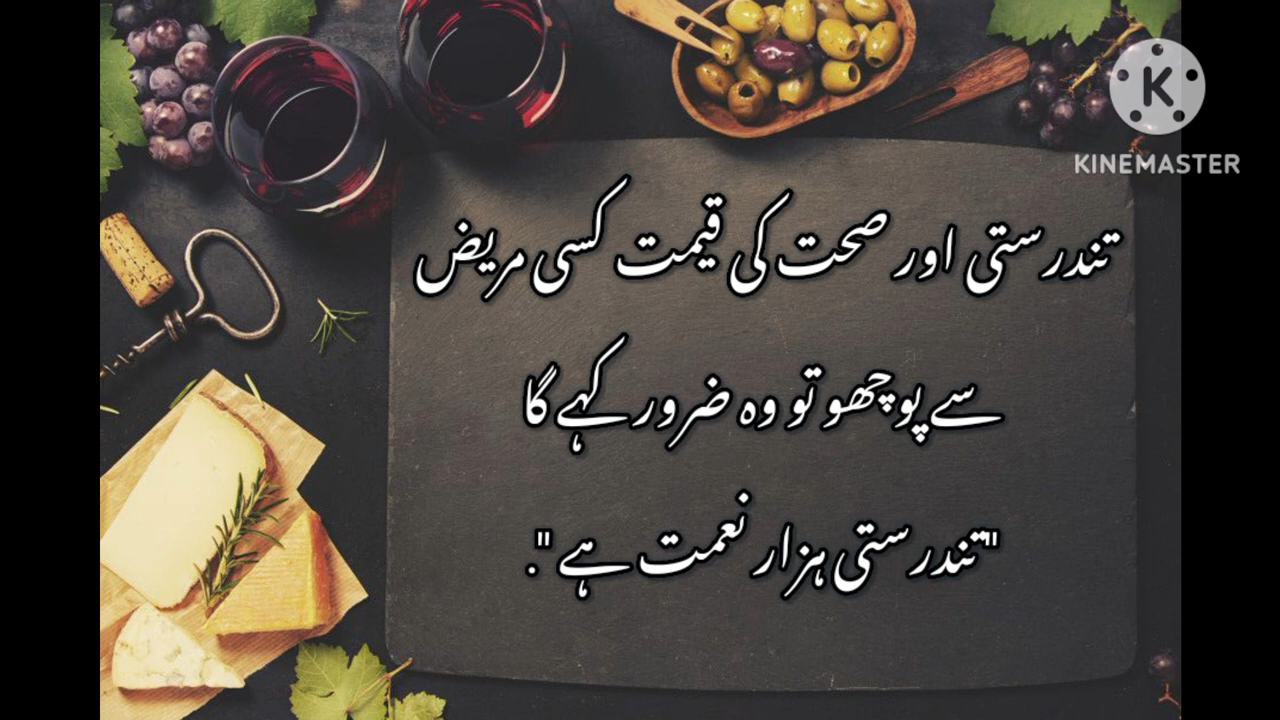 KINEMASTER
تندرستی اور صحت کی قیمت کسی مریض
سے پوچھو تو وہ ضرور کہے گا
"تندرستی ہزار نعمت ہے".